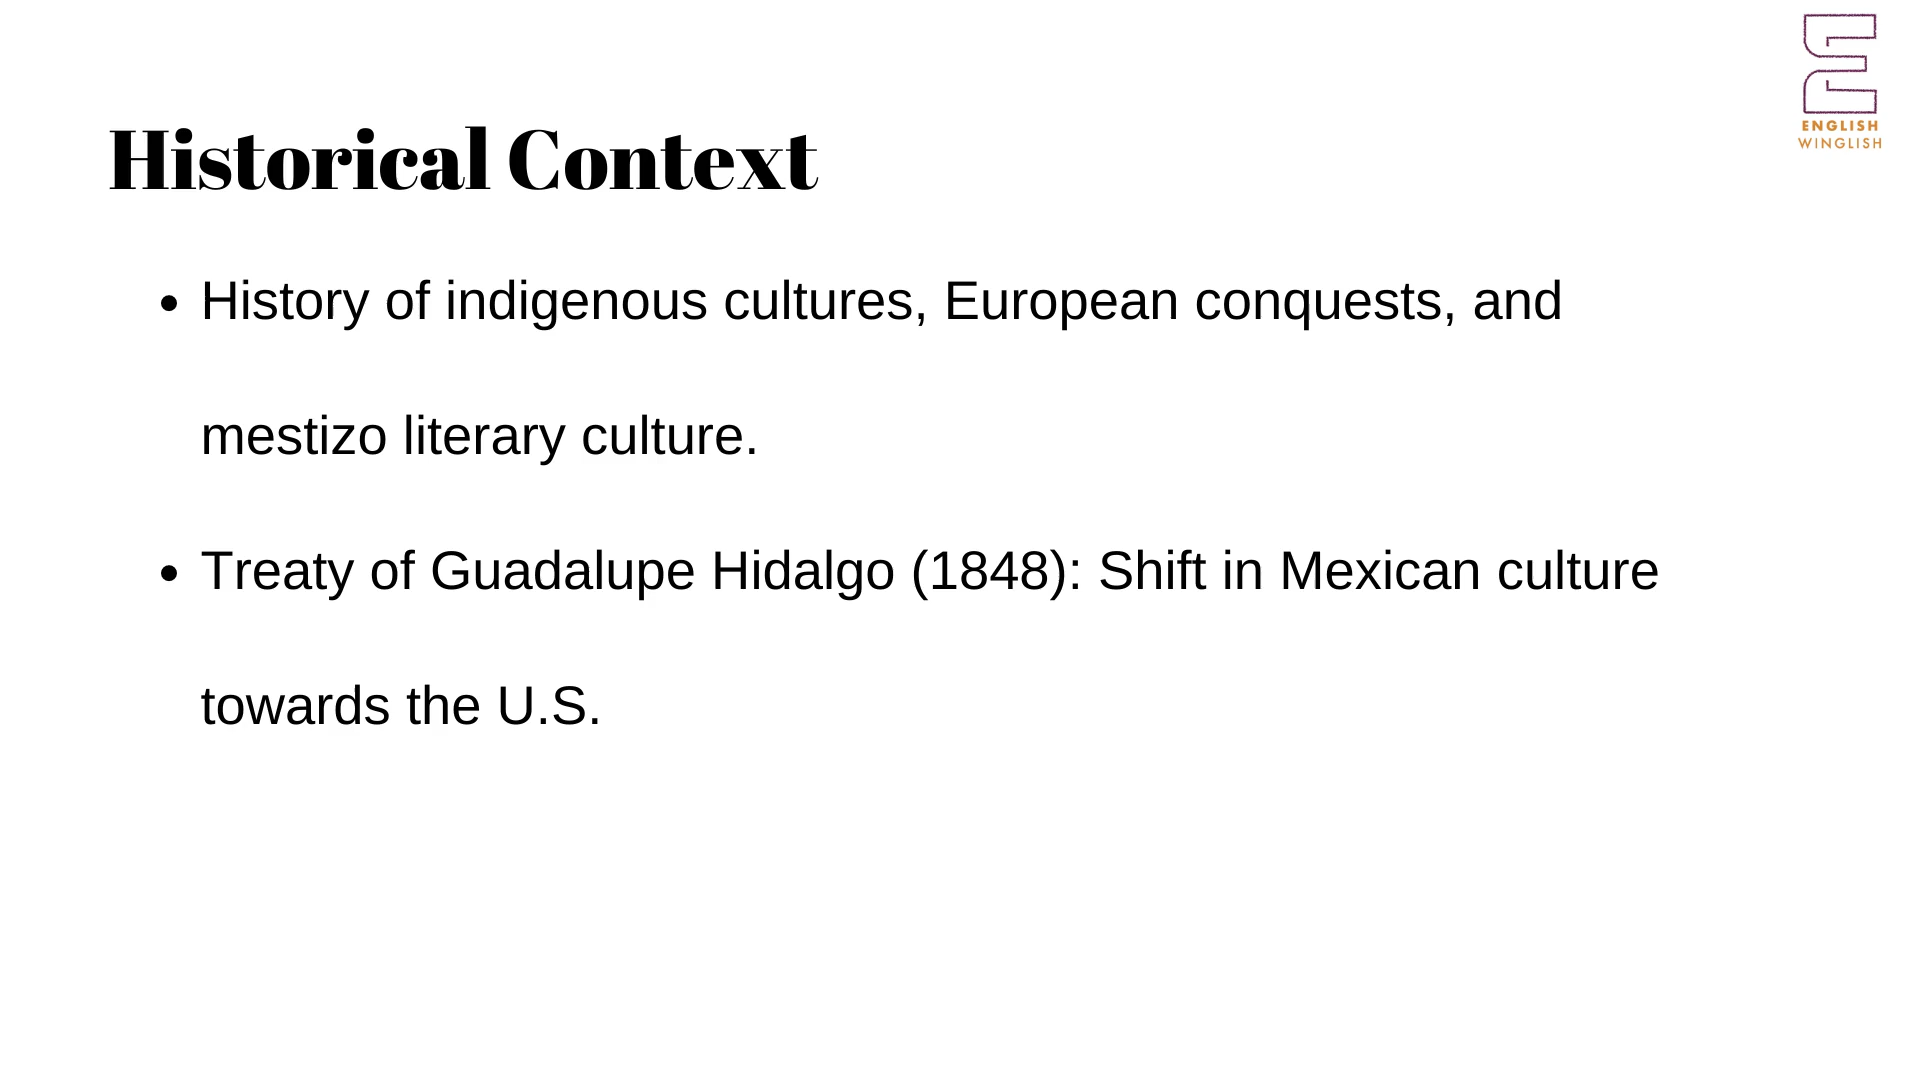 ENGLISH
WINGLISH
Historical Context
• History of indigenous cultures, European conquests, and
mestizo literary culture.
• Treaty of Guadalupe Hidalgo (1848): Shift in Mexican culture
towards the U.S.